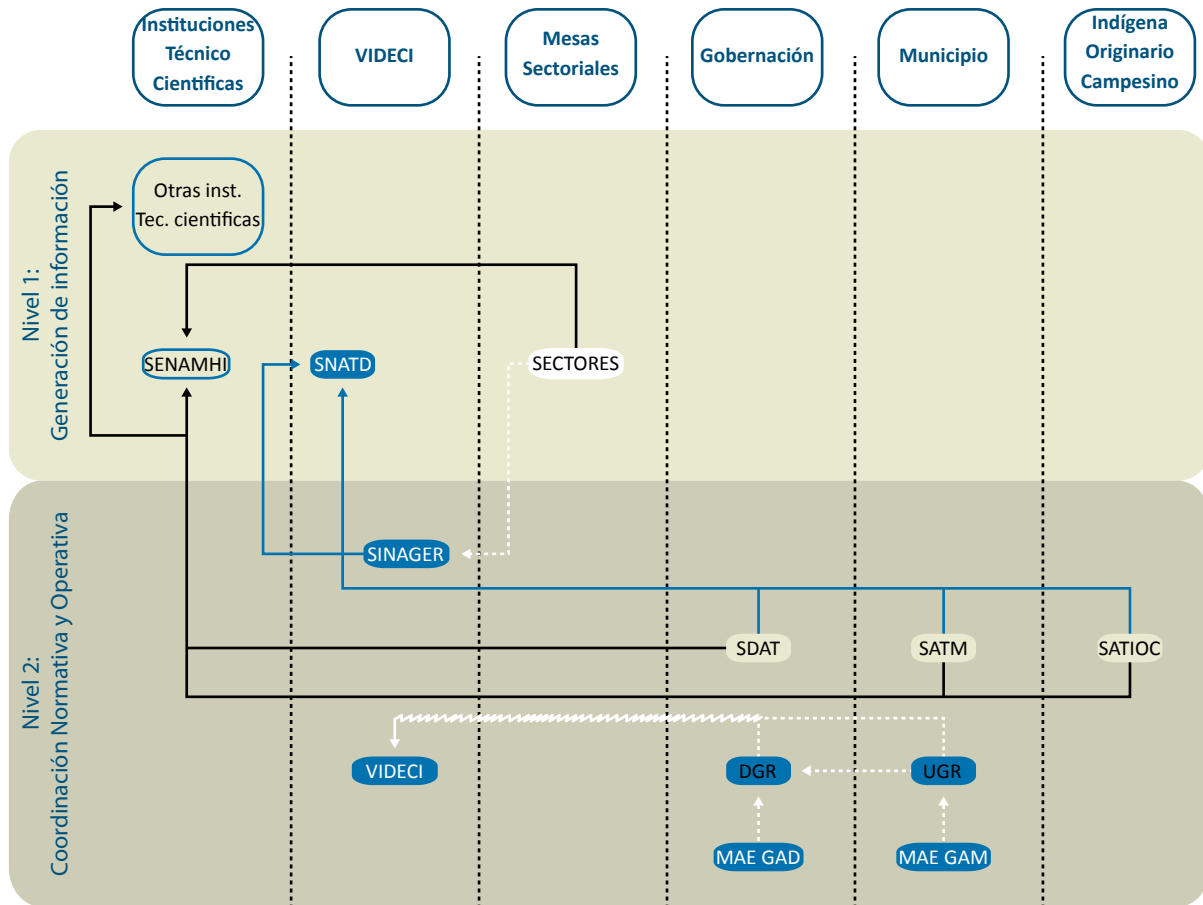 Instituciones
Técnico
Científicas
VIDECI
Mesas
Sectoriales
Gobernación
Municipio
Indígena
Originario
Campesino
Nivel 1:
Generación de información
Otras inst.
Tec. científicas
SENAMHI
SNATD
SECTORES
Nivel 2:
Coordinación Normativa y Operativa
SINAGER
SDAT
SATM
SATIOC
VIDECI
DGR
UGR
MAE GAD
MAE GAM